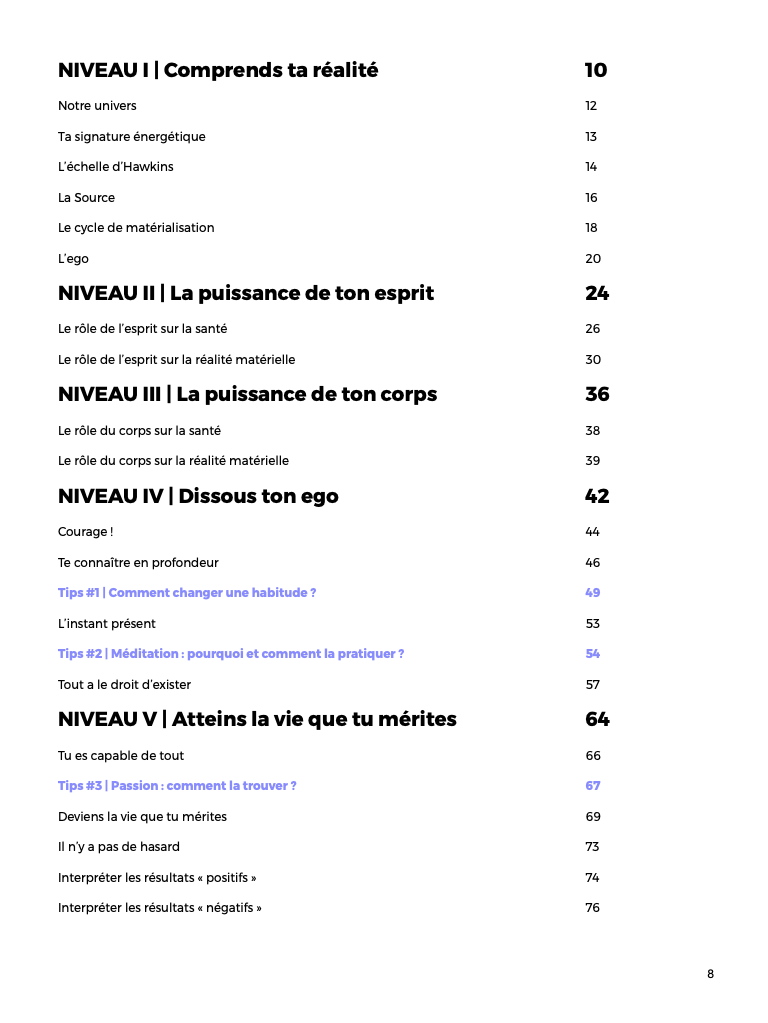 NIVEAU I | Comprends ta réalité 10
Notre univers 12
Ta signature énergétique 13
L’échelle d’Hawkins 14
La Source 16
Le cycle de matérialisation 18
L’ego 20
NIVEAU II | La puissance de ton esprit 24
Le rôle de l’esprit sur la santé 26
Le rôle de l’esprit sur la réalité matérielle 30
NIVEAU III | La puissance de ton corps 36
Le rôle du corps sur la santé 38
Le rôle du corps sur la réalité matérielle 39
NIVEAU IV | Dissous ton ego 42
Courage ! 44
Te connaître en profondeur 46
Tips #1 | Comment changer une habitude ? 49
L’instant présent 53
Tips #2 | Méditation : pourquoi et comment la pratiquer ? 54
Tout a le droit d’exister 57
NIVEAU V | Atteins la vie que tu mérites 64
Tu es capable de tout 66
Tips #3 | Passion : comment la trouver ? 67
Deviens la vie que tu mérites 69
Il n’y a pas de hasard 73
Interpréter les résultats « positifs » 74
Interpréter les résultats « négatifs » 76
8